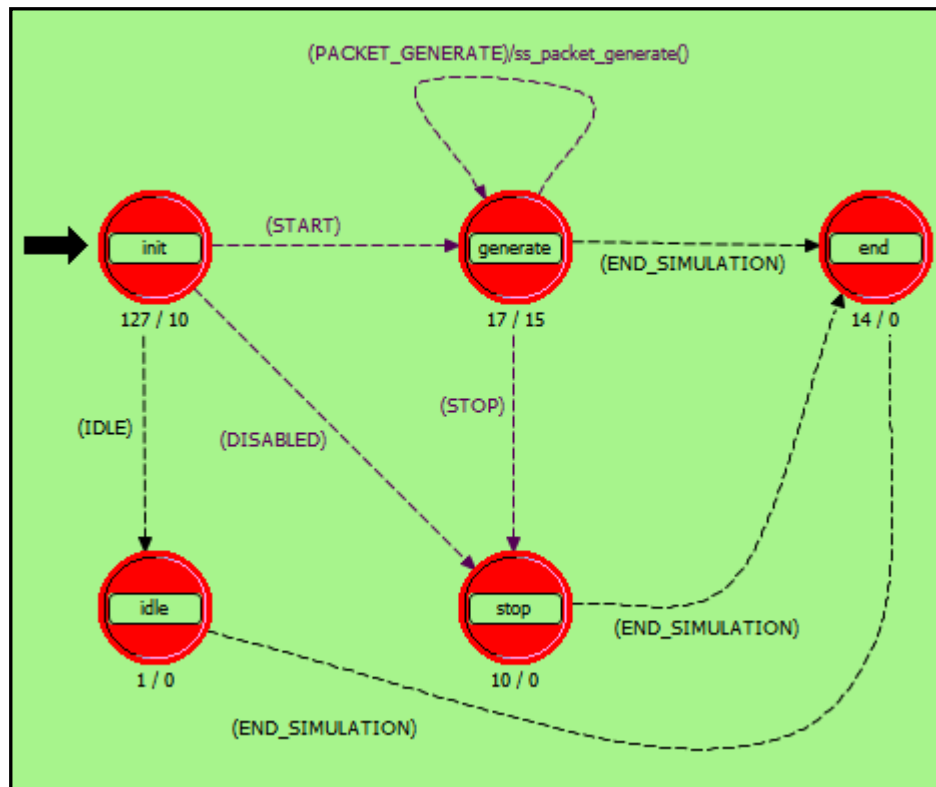 (PACKET_GENERATE)/ss_packet_generate()
init
(START)
generate
(END_SIMULATION)
end
127 / 10
17 / 15
14 / 0
(IDLE)
(DISABLED)
(STOP)
idle
stop
(END_SIMULATION)
1 / 0
10 / 0
(END_SIMULATION)